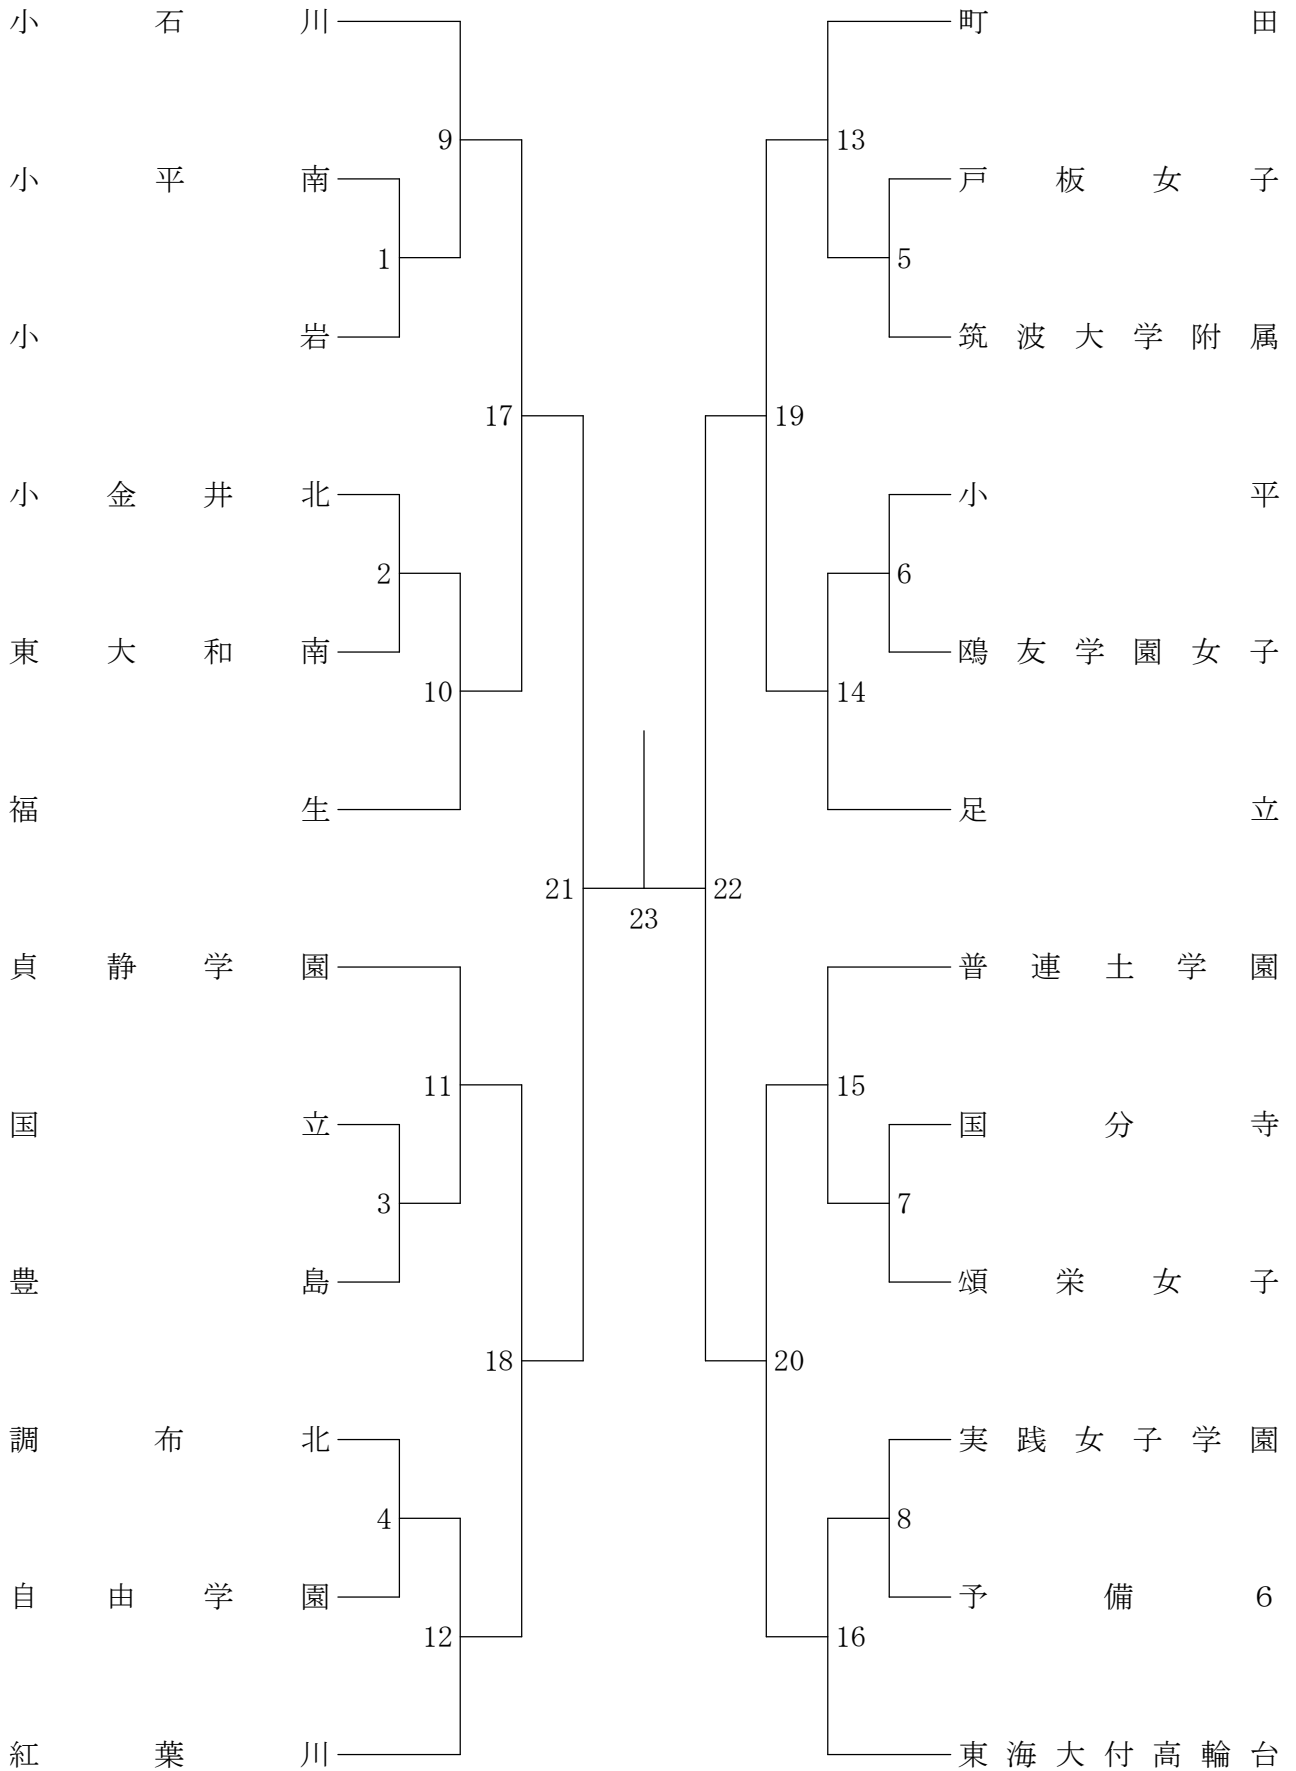 小石川
9
小平南
1
小岩
17
小金井北
2
東大和南
10
福生
21
貞静学園
11
国立
3
豊島
18
調布北
4
自由学園
12
紅葉川
23
町田
13
戸板女子
5
筑波大学附属
19
小平
6
鴎友学園女子
14
足立
22
普連土学園
15
国分寺
7
頌栄女子
20
実践女子学園
8
予備6
16
東海大付高輪台